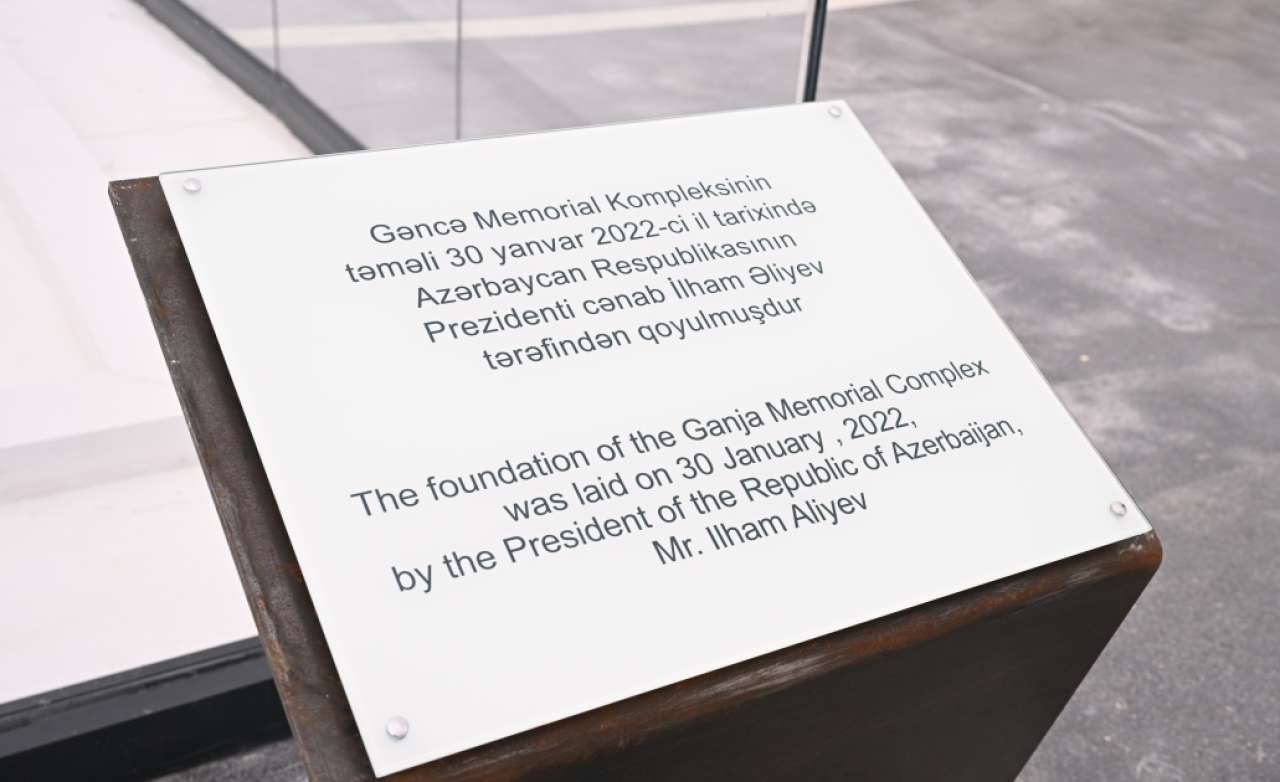 Gəncə Memorial Kompleksinin
təməli 30 yanvar 2022-ci il tarixində
Azərbaycan Respublikasının
Prezidenti cənab İlham Əliyev
tərəfindən qoyulmuşdur
The foundation of the Ganja Memorial Complex
was laid on 30 January , 2022,
by the President of the Republic of Azerbaijan,
Mr. Ilham Aliyev